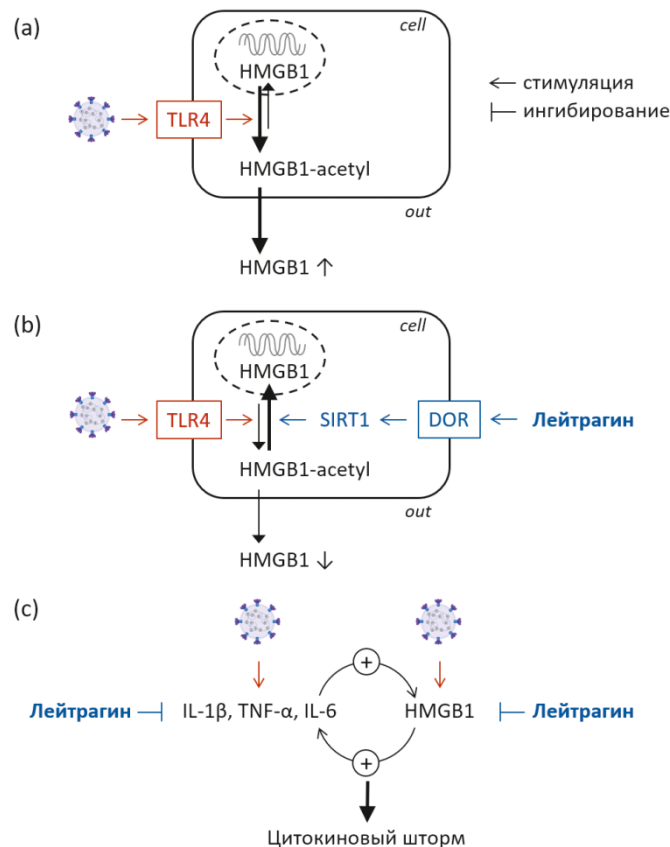 (a)
cell
HMGB1
TLR4
HMGB1-acetyl
out
HMGB1 ↑
← стимуляция
⊢ ингибирование
(b)
cell
HMGB1
TLR4
SIRT1
DOR
Лейтрагин
HMGB1-acetyl
out
HMGB1 ↓
(c)
+
Лейтрагин
IL-1β, TNF-α, IL-6
HMGB1
Лейтрагин
+
Цитокиновый шторм